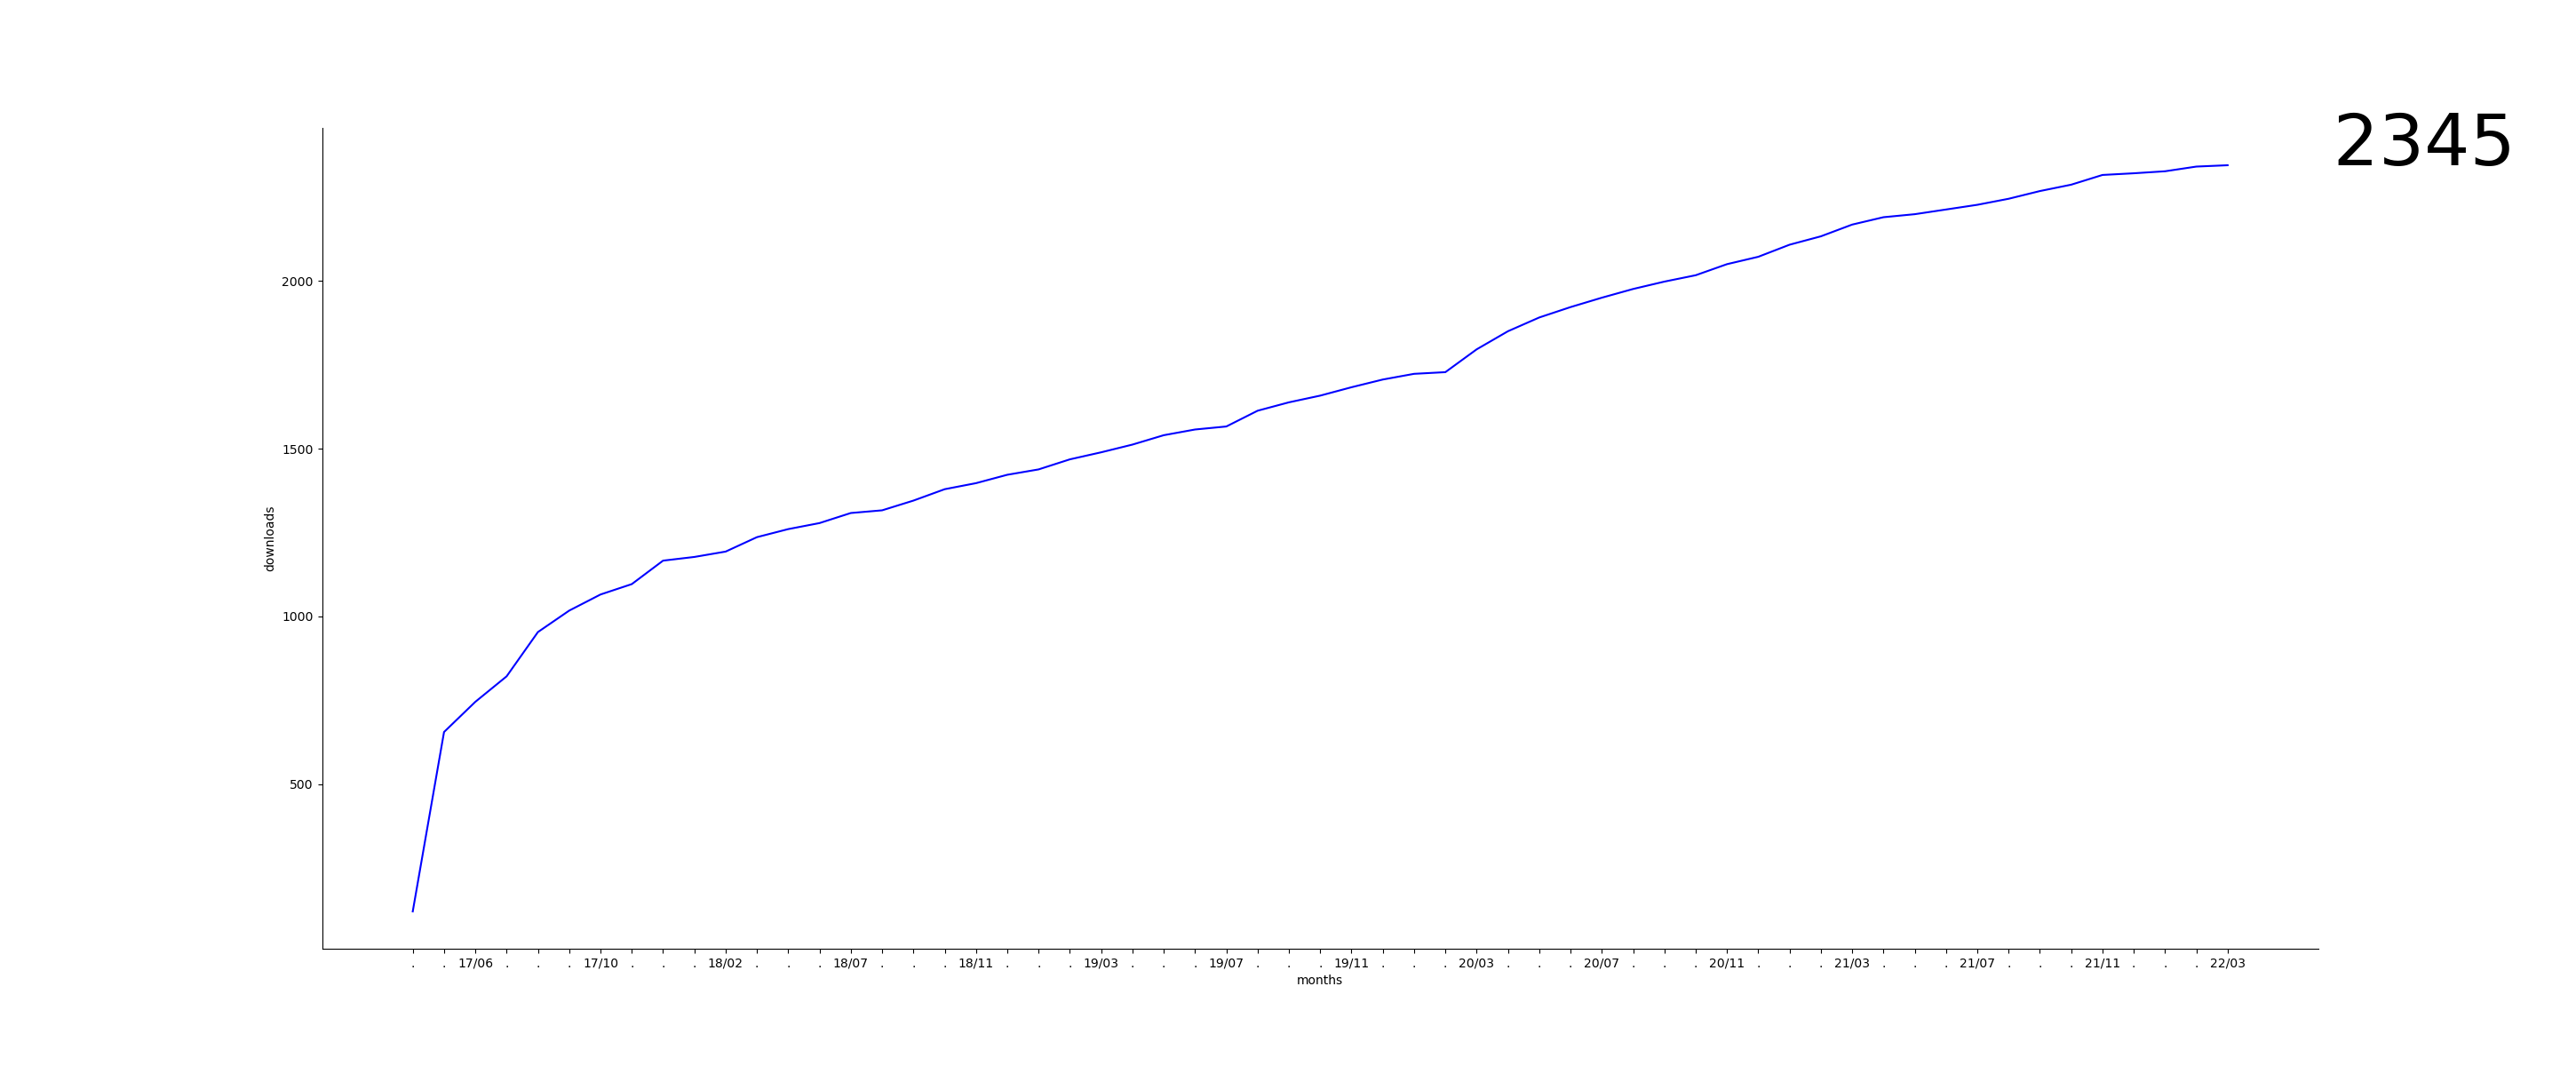 2345
2000
1500
downloads
1000
500
. . 17/06 . . . 17/10 . . . 18/02 . . . 18/07 . . . 18/11 . . . 19/03 . . . 19/07 . . . 19/11 . . . 20/03 . . . 20/07 . . . 20/11 . . . 21/03 . . . 21/07 . . . 21/11 . . . 22/03
months